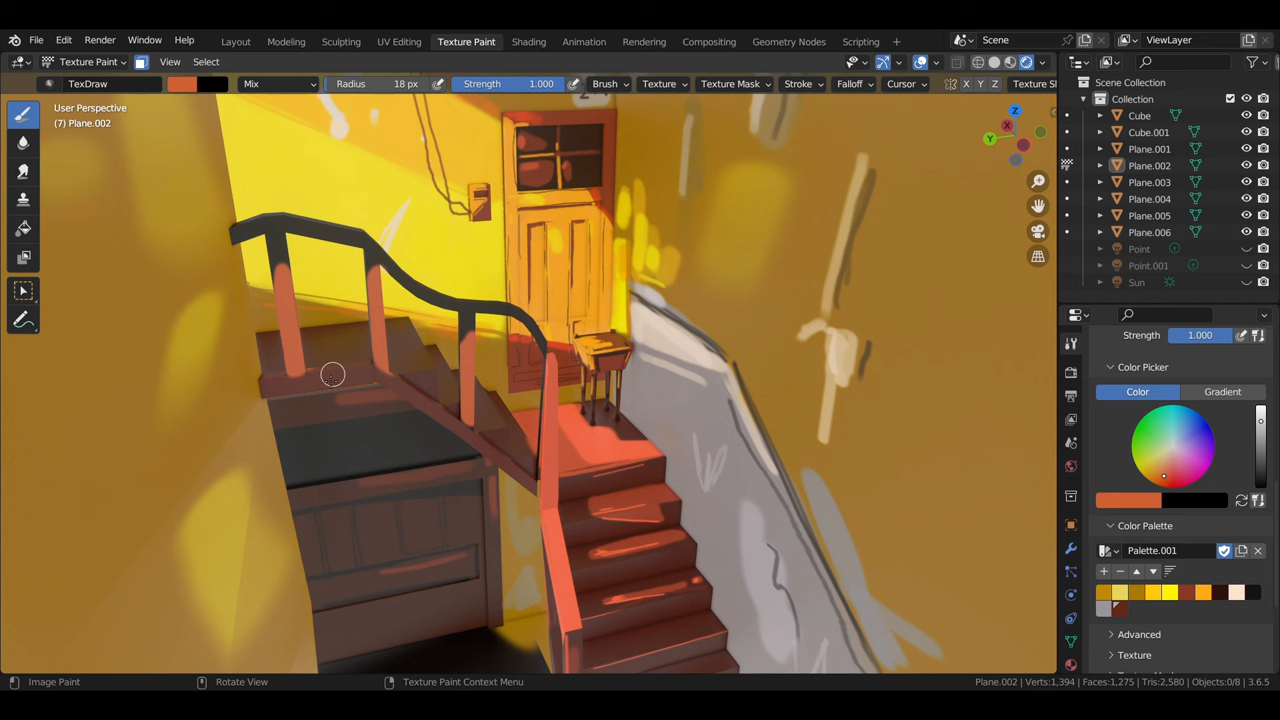 File Edit Render Window Help Layout Modeling Sculpting UV Editing Texture Paint Shading Animation Rendering Compositing Geometry Nodes Scripting + Scene ViewLayer
Texture Paint View Select
TexDraw Mix Radius 18 px Strength 1.000 Brush Texture Texture Mask Stroke Falloff Cursor X Y Z Texture Sl
User Perspective
(7) Plane.002
Z
X
Y
Scene Collection
Collection
Cube
Cube.001
Plane.001
Plane.002
Plane.003
Plane.004
Plane.005
Plane.006
Point
Point.001
Sun
Strength 1.000
Color Picker
Color Gradient
Color Palette
Palette.001
Advanced
Texture
Image Paint Rotate View Texture Paint Context Menu Plane.002 | Verts:1,394 | Faces:1,275 | Tris:2,580 | Objects:0/8 | 3.6.5